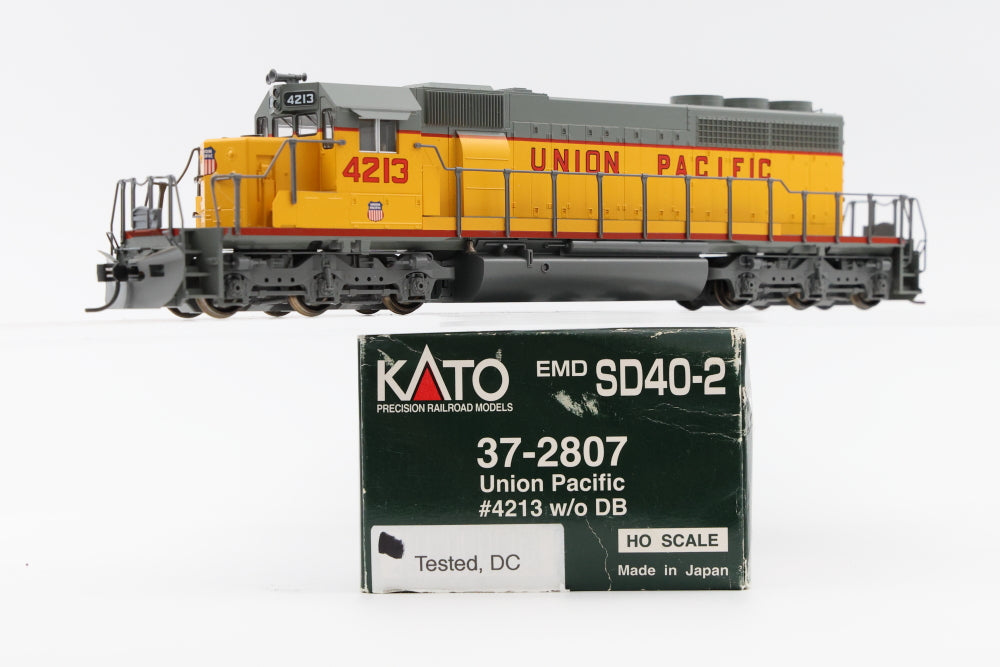 4213
4213
UNION PACIFIC
KATO
PRECISION RAILROAD MODELS
EMD SD40-2
37-2807
Union Pacific
#4213 w/o DB
HO SCALE
Made in Japan
Tested, DC